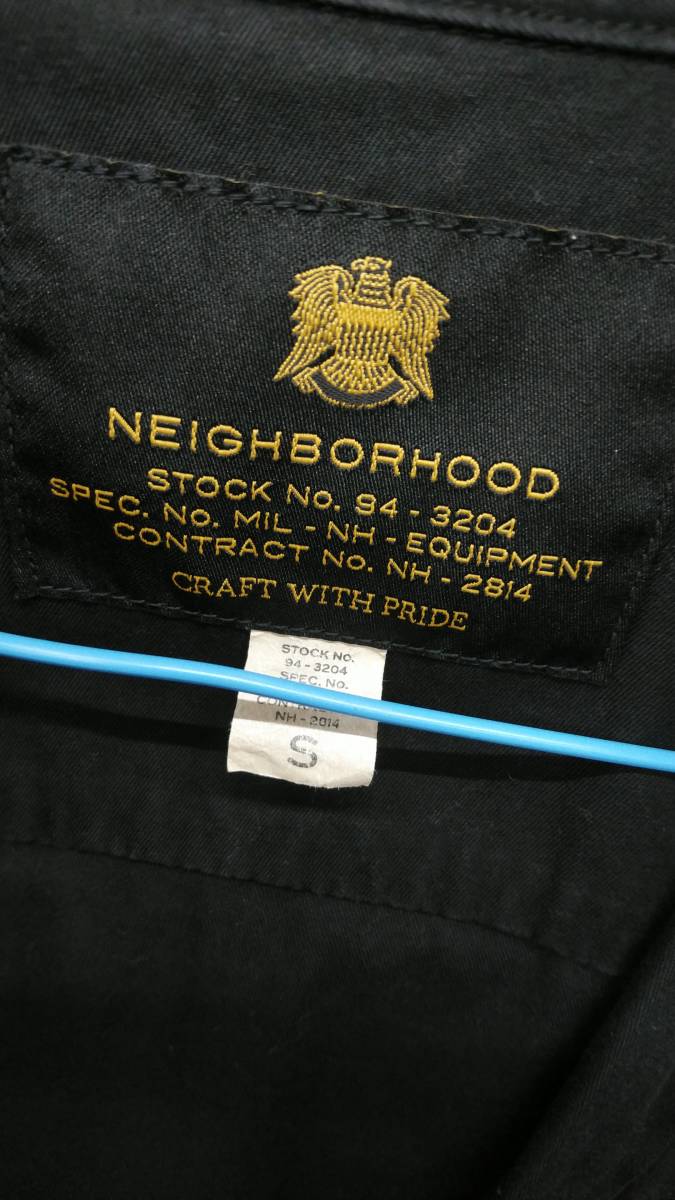 NEIGHBORHOOD
STOCK No. 94 - 3204
SPEC. No. MIL - NH - EQUIPMENT
CONTRACT No. NH - 2814
CRAFT WITH PRIDE
STOCK No.
94-3204
SPEC. No.
NH-2814
S